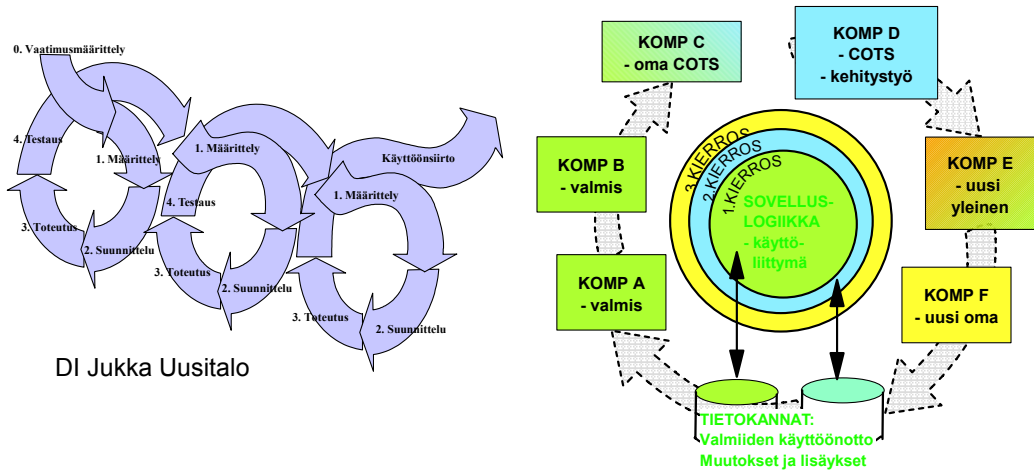 0. Vaatimusmäärittely
4. Testaus
1. Määrittely
3. Toteutus
2. Suunnittelu
1. Määrittely
4. Testaus
3. Toteutus
2. Suunnittelu
Käyttöönsiirto
1. Määrittely
3. Toteutus
2. Suunnittelu
DI Jukka Uusitalo
KOMP C
- oma COTS
KOMP D
- COTS
- kehitystyö
KOMP B
- valmis
KOMP E
- uusi
yleinen
KOMP A
- valmis
KOMP F
- uusi oma
3.KIERROS
2.KIERROS
1.KIERROS
SOVELLUS-
LOGIIKKA
- käyttö-
liittymä
TIETOKANNAT:
Valmiiden käyttöönotto
Muutokset ja lisäykset